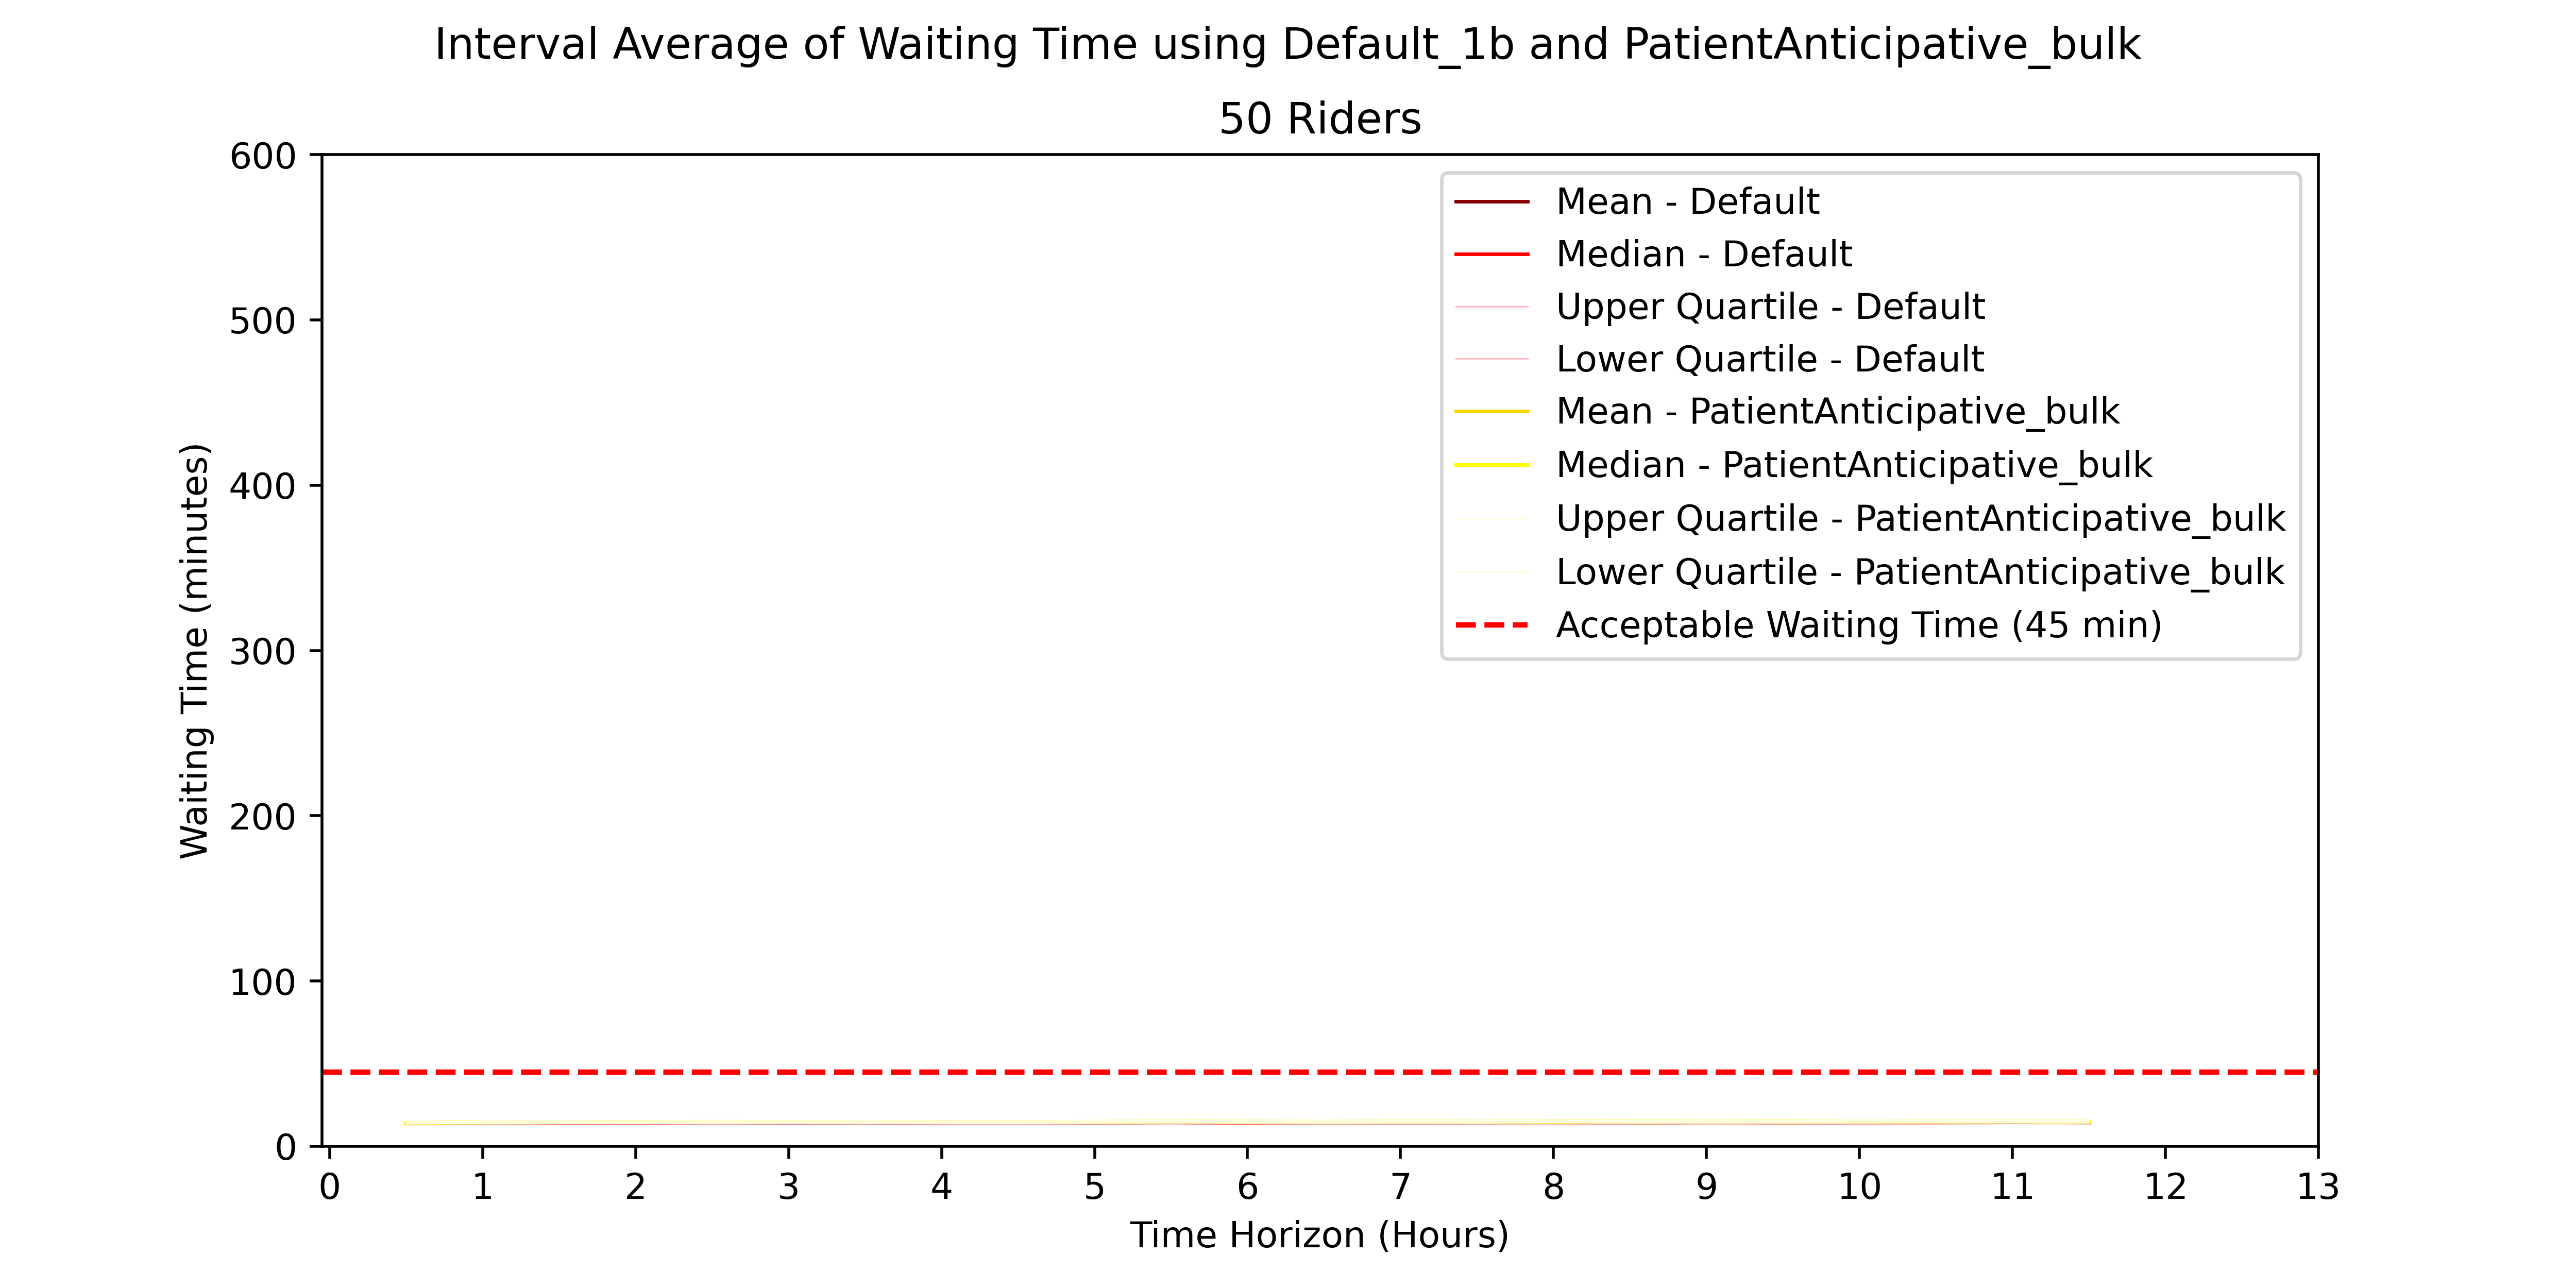 Interval Average of Waiting Time using Default_1b and PatientAnticipative_bulk
50 Riders
600
500
400
300
200
100
0
Waiting Time (minutes)
Mean - Default
Median - Default
Upper Quartile - Default
Lower Quartile - Default
Mean - PatientAnticipative_bulk
Median - PatientAnticipative_bulk
Upper Quartile - PatientAnticipative_bulk
Lower Quartile - PatientAnticipative_bulk
Acceptable Waiting Time (45 min)
0 1 2 3 4 5 6 7 8 9 10 11 12 13
Time Horizon (Hours)